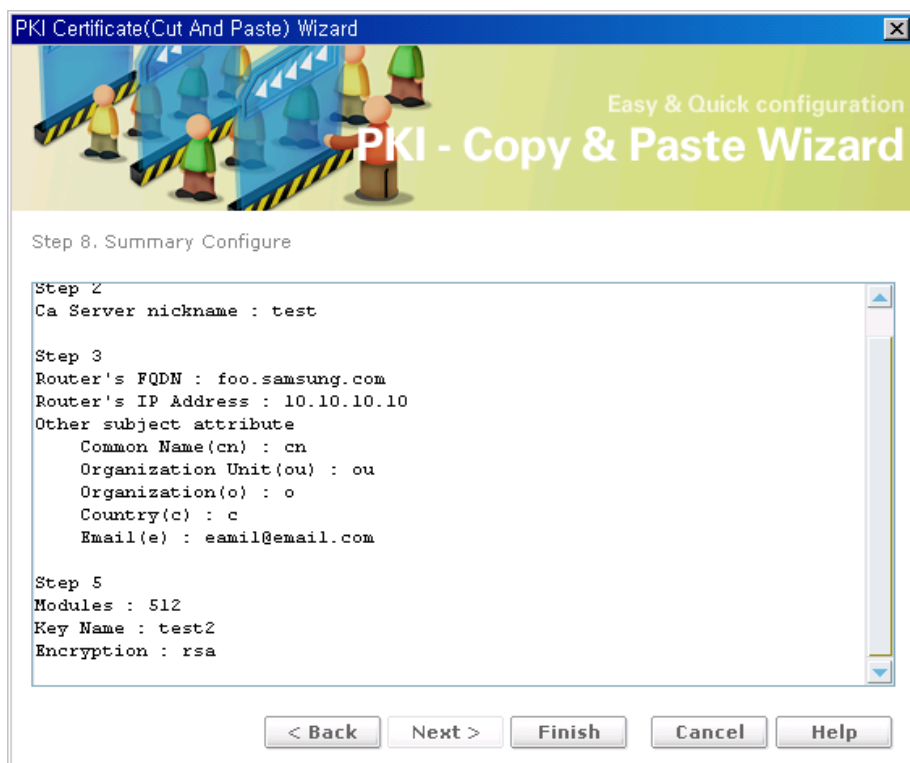 PKI Certificate(Cut And Paste) Wizard
Easy & Quick configuration
PKI - Copy & Paste Wizard
Step 8. Summary Configure
Step 2
Ca Server nickname : test
Step 3
Router's FQDN : foo.samsung.com
Router's IP Address : 10.10.10.10
Other subject attribute
Common Name(cn) : cn
Organization Unit(ou) : ou
Organization(o) : o
Country(c) : c
Email(e) : eamil@email.com
Step 5
Modules : 512
Key Name : test2
Encryption : rsa
< Back Next > Finish Cancel Help